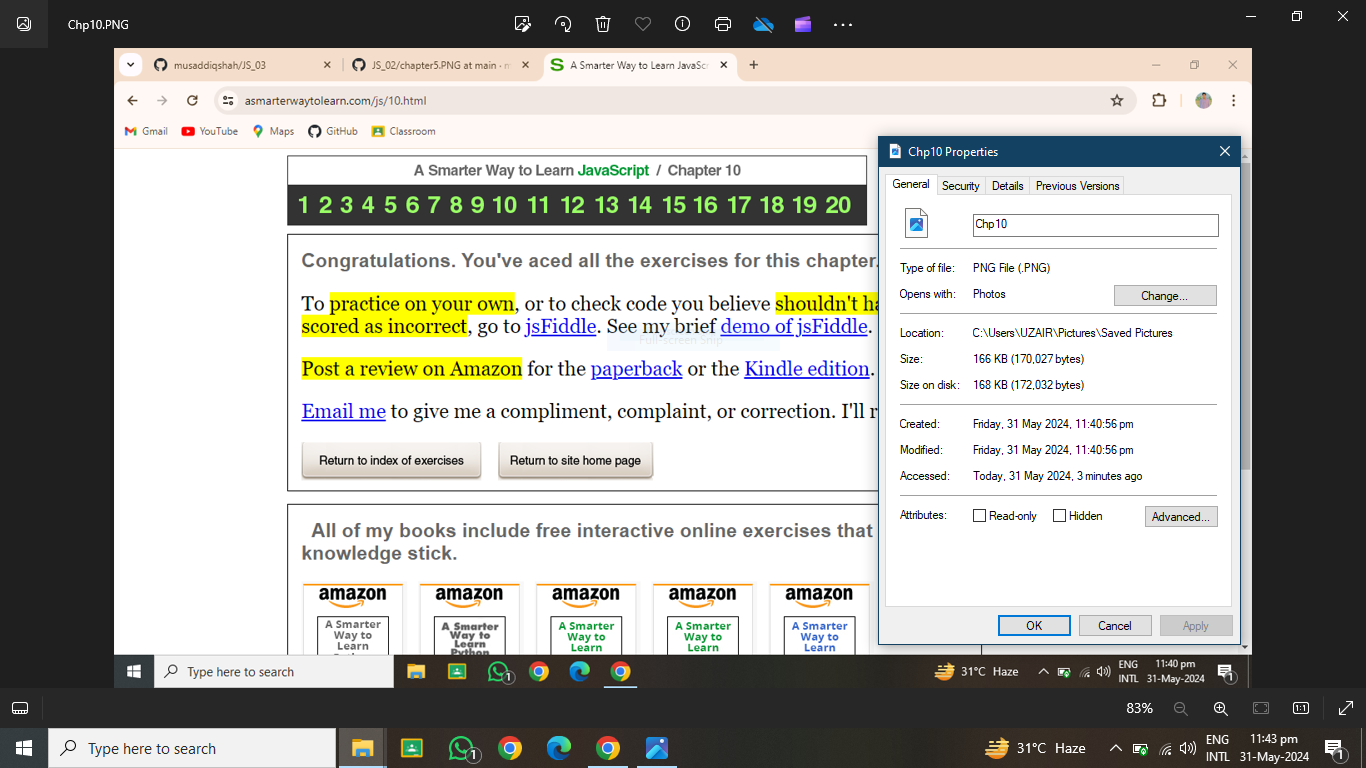 Chp10.PNG
musaddiqshah/JS_03
JS_02/chapter5.PNG at main · m
A Smarter Way to Learn JavaSc
asmarterwaytolearn.com/js/10.html
Gmail YouTube Maps GitHub Classroom
A Smarter Way to Learn JavaScript / Chapter 10
1 2 3 4 5 6 7 8 9 10 11 12 13 14 15 16 17 18 19 20
Congratulations. You've aced all the exercises for this chapter.
To practice on your own, or to check code you believe shouldn't ha
scored as incorrect, go to jsFiddle. See my brief demo of jsFiddle.
Full-screen Snip
Post a review on Amazon for the paperback or the Kindle edition.
Email me to give me a compliment, complaint, or correction. I'll r
Return to index of exercises Return to site home page
All of my books include free interactive online exercises that
knowledge stick.
amazon amazon amazon amazon amazon
A Smarter A Smarter A Smarter A Smarter A Smarter
Way to Way to Way to Way to Way to
Learn Learn Learn Learn
Chp10 Properties
General Security Details Previous Versions
Chp10
Type of file: PNG File (.PNG)
Opens with: Photos Change...
Location: C:\Users\UZAIR\Pictures\Saved Pictures
Size: 166 KB (170,027 bytes)
Size on disk: 168 KB (172,032 bytes)
Created: Friday, 31 May 2024, 11:40:56 pm
Modified: Friday, 31 May 2024, 11:40:56 pm
Accessed: Today, 31 May 2024, 3 minutes ago
Attributes: Read-only Hidden Advanced...
OK Cancel Apply
Type here to search
1
31°C Haze
ENG
INTL
11:40 pm
31-May-2024
1
83%
1:1
Type here to search
1
31°C Haze
ENG
INTL
11:43 pm
31-May-2024
1